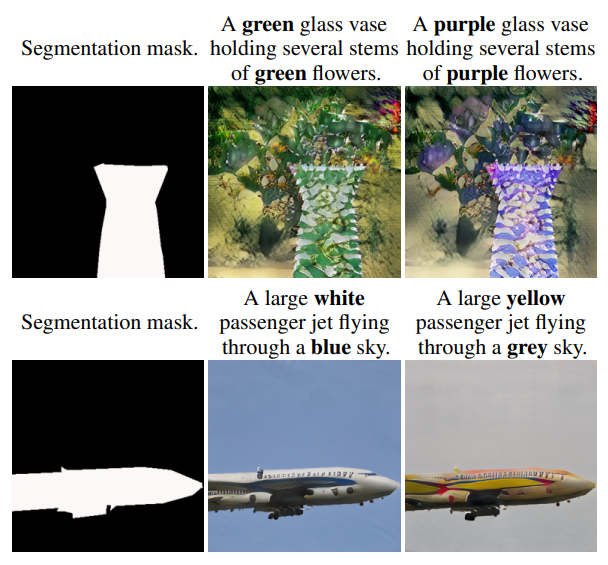 Segmentation mask.
A green glass vase
holding several stems
of green flowers.
A purple glass vase
holding several stems
of purple flowers.
Segmentation mask.
A large white
passenger jet flying
through a blue sky.
A large yellow
passenger jet flying
through a grey sky.